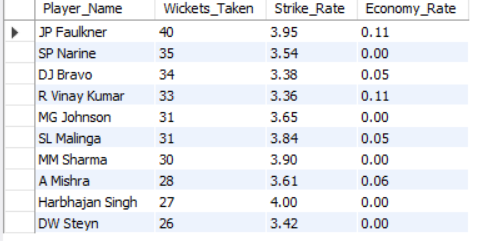 Player_Name Wickets_Taken Strike_Rate Economy_Rate
JP Faulkner 40 3.95 0.11
SP Narine 35 3.54 0.00
DJ Bravo 34 3.38 0.05
R Vinay Kumar 33 3.36 0.11
MG Johnson 31 3.65 0.00
SL Malinga 31 3.84 0.05
MM Sharma 30 3.90 0.00
A Mishra 28 3.61 0.06
Harbhajan Singh 27 4.00 0.00
DW Steyn 26 3.42 0.00